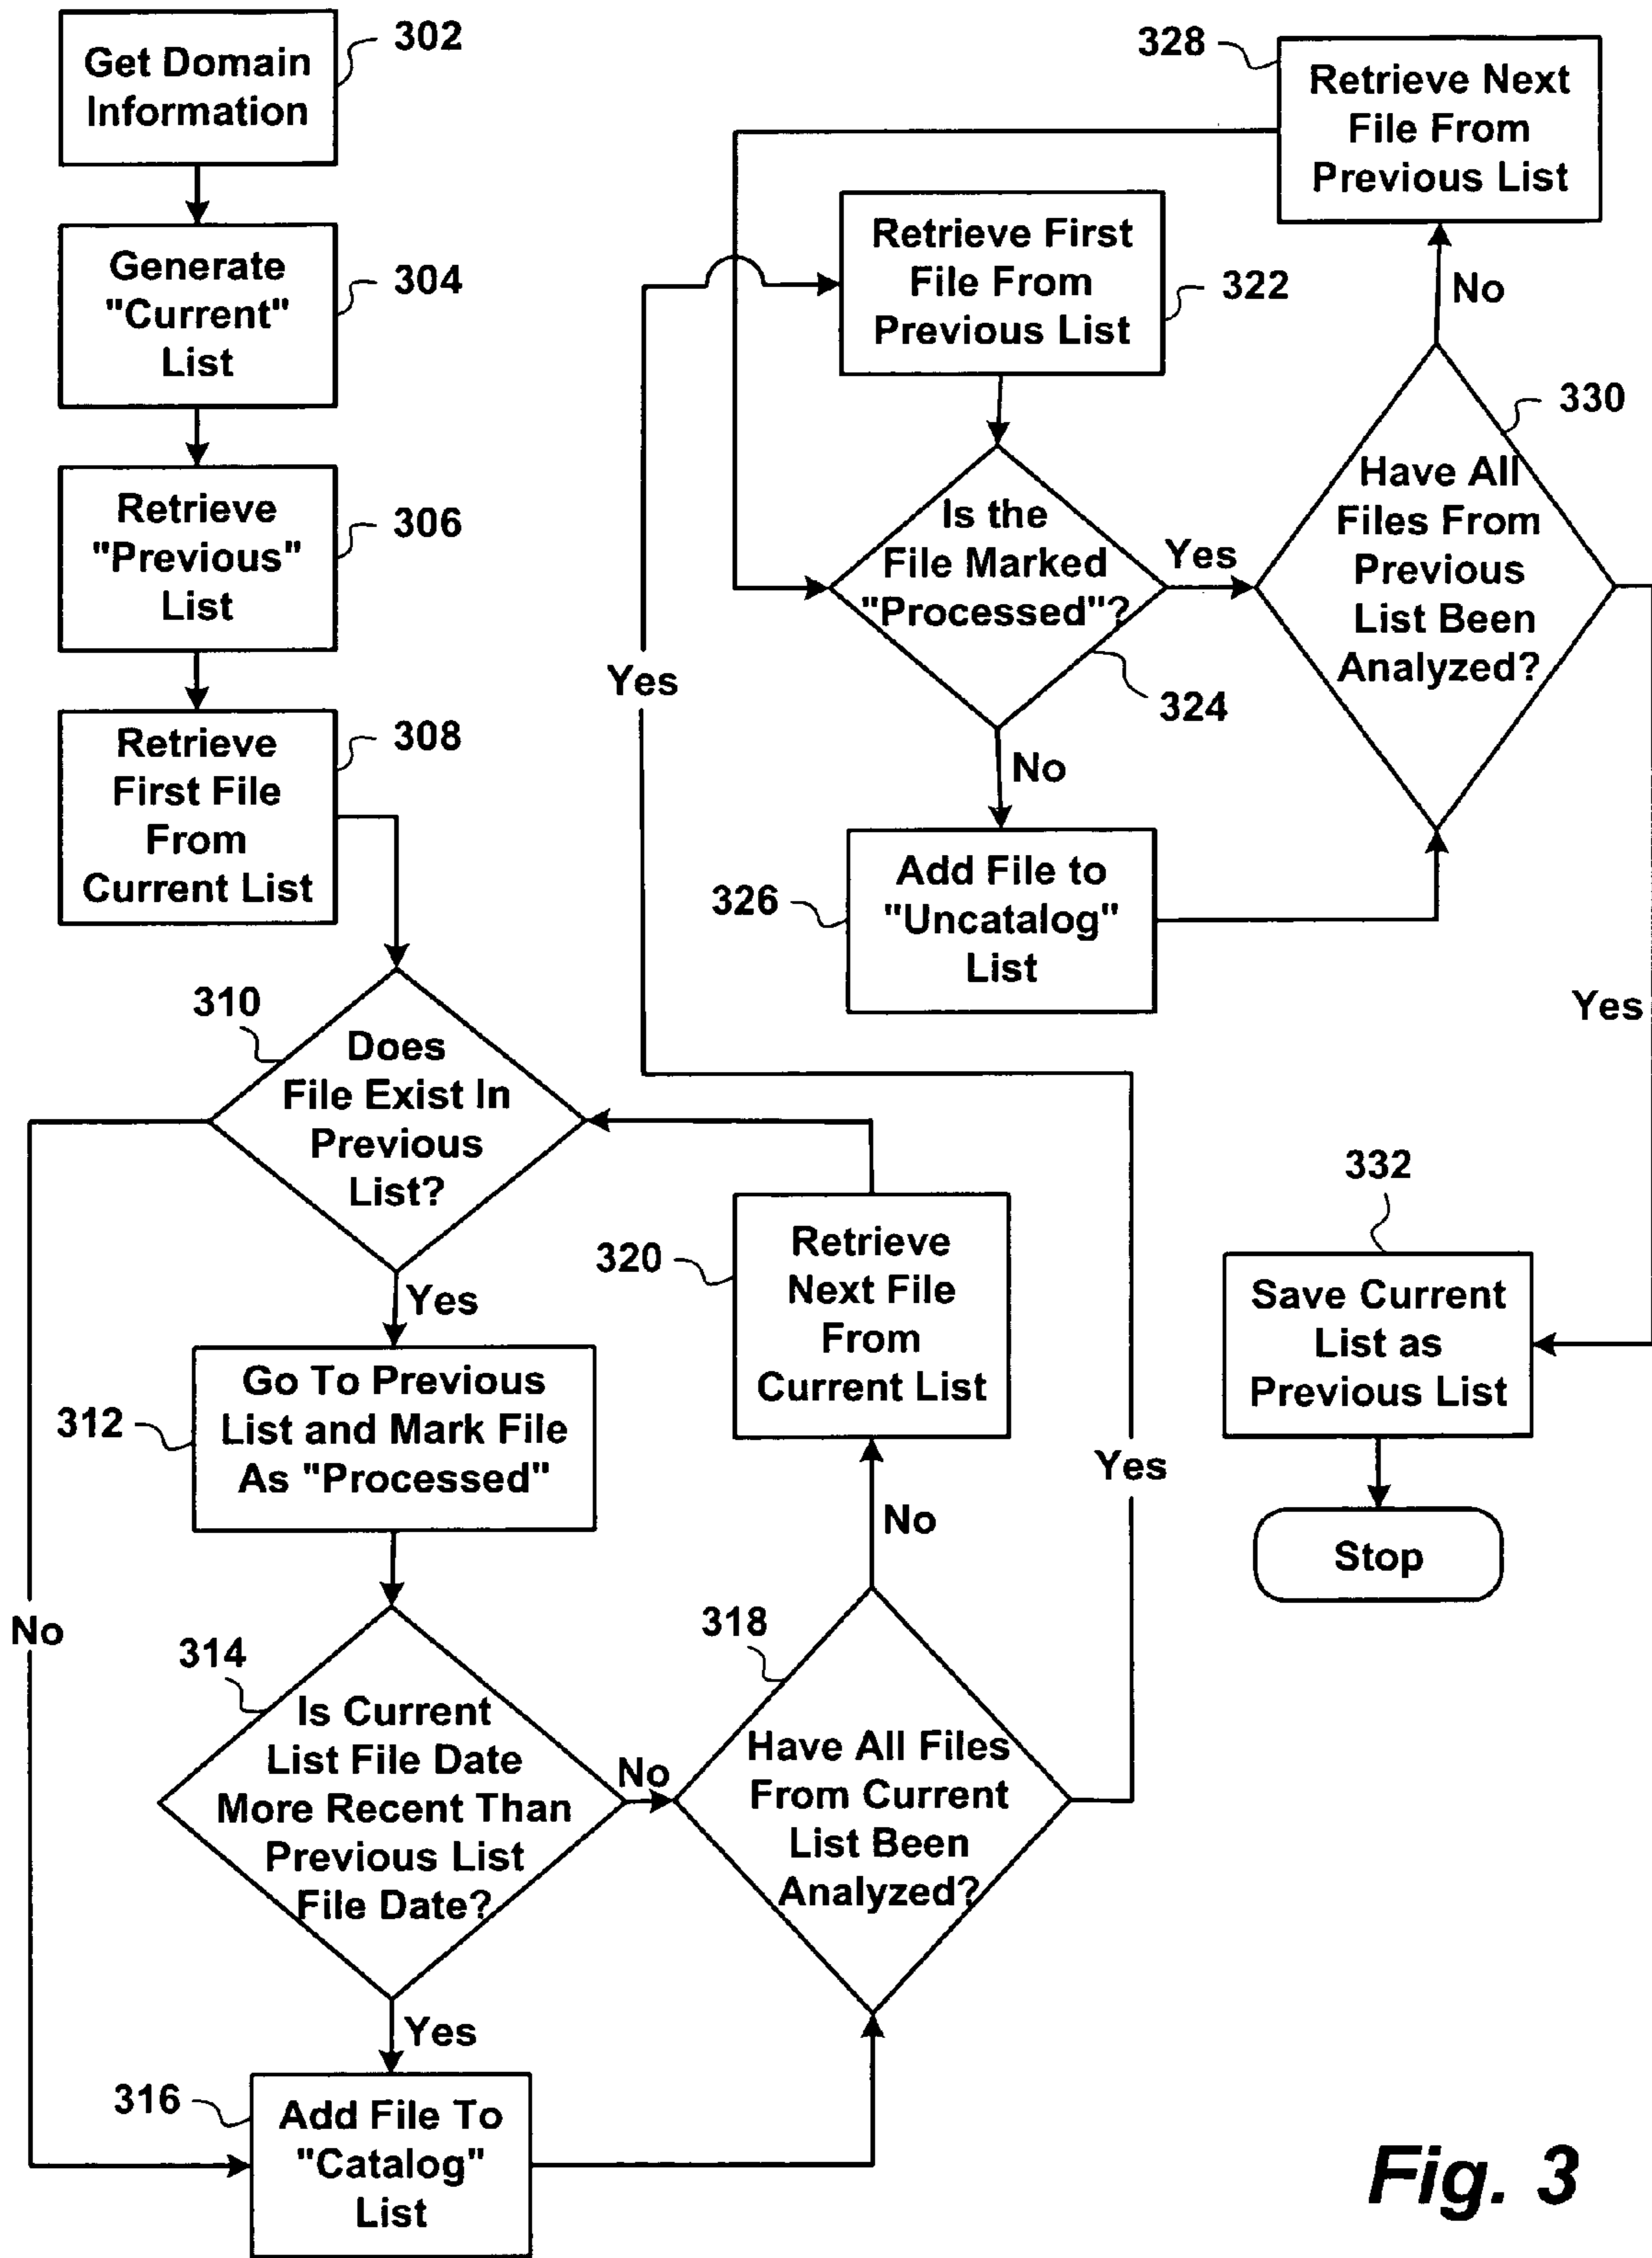 302
Get Domain
Information
304
Generate
"Current"
List
306
Retrieve
"Previous"
List
308
Retrieve
First File
From
Current List
310
Does
File Exist In
Previous
List?
No
Yes
312
Go To Previous
List and Mark File
As "Processed"
314
Is Current
List File Date
More Recent Than
Previous List
File Date?
No
Yes
316
Add File To
"Catalog"
List
318
Have All Files
From Current
List Been
Analyzed?
No
Yes
320
Retrieve
Next File
From
Current List
Yes
322
Retrieve First
File From
Previous List
324
Is the
File Marked
"Processed"?
Yes
No
326
Add File to
"Uncatalog"
List
328
Retrieve Next
File From
Previous List
330
Have All
Files From
Previous
List Been
Analyzed?
No
Yes
332
Save Current
List as
Previous List
Stop
Fig. 3